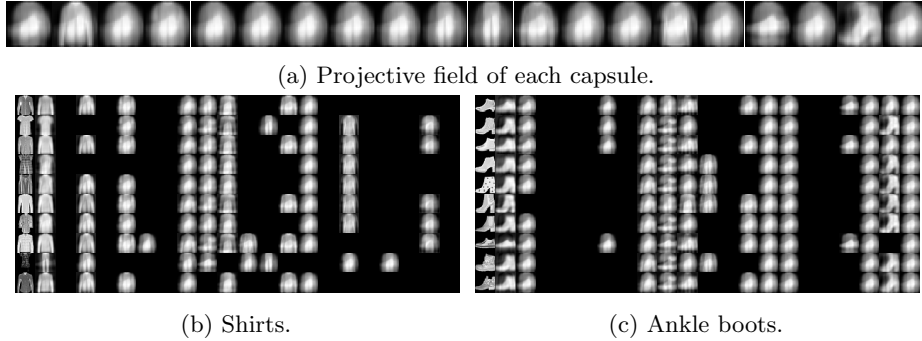 (a) Projective field of each capsule.
(b) Shirts.
(c) Ankle boots.